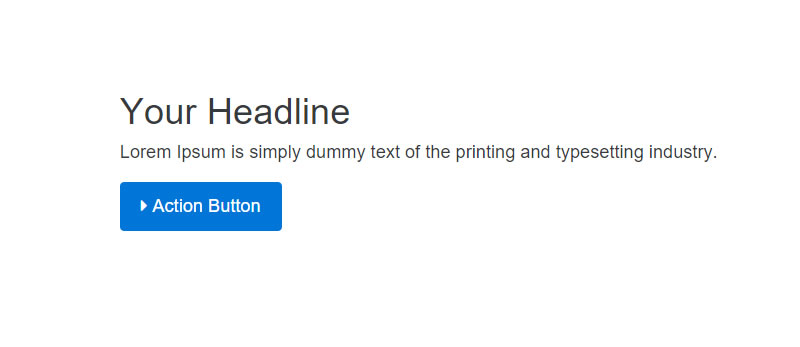 Your Headline
Lorem Ipsum is simply dummy text of the printing and typesetting industry.
Action Button